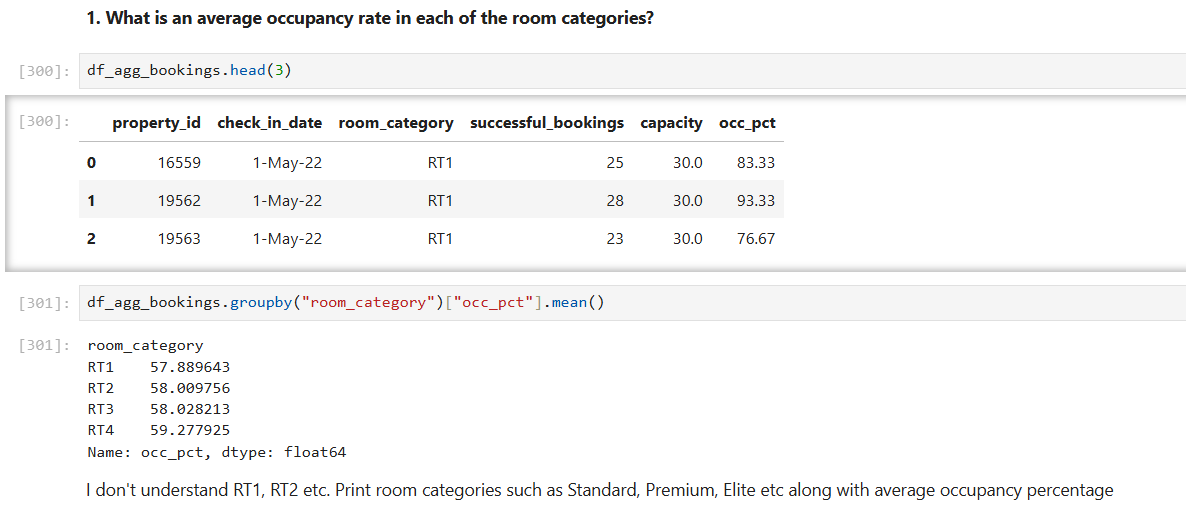 1. What is an average occupancy rate in each of the room categories?
[300]: df_agg_bookings.head(3)
[300]: property_id check_in_date room_category successful_bookings capacity occ_pct
0 16559 1-May-22 RT1 25 30.0 83.33
1 19562 1-May-22 RT1 28 30.0 93.33
2 19563 1-May-22 RT1 23 30.0 76.67
[301]: df_agg_bookings.groupby("room_category")["occ_pct"].mean()
[301]: room_category
RT1 57.889643
RT2 58.009756
RT3 58.028213
RT4 59.277925
Name: occ_pct, dtype: float64
I don't understand RT1, RT2 etc. Print room categories such as Standard, Premium, Elite etc along with average occupancy percentage